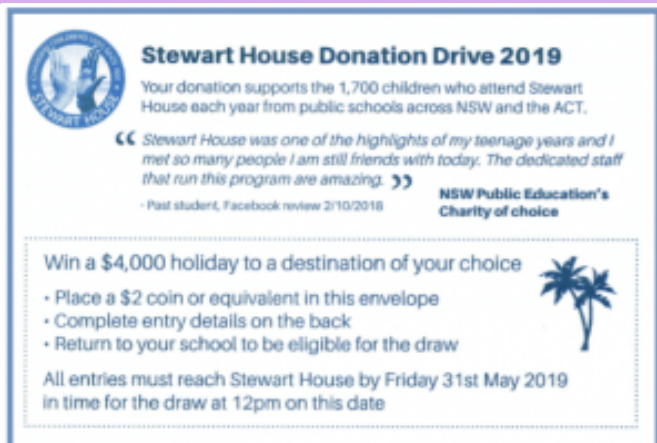 Stewart House Donation Drive 2019
Your donation supports the 1,700 children who attend Stewart
House each year from public schools across NSW and the ACT.
“ Stewart House was one of the highlights of my teenage years and I
met so many people I am still friends with today. The dedicated staff
that run this program are amazing. ”
- Past student, Facebook review 2/10/2018
NSW Public Education's
Charity of choice
STEWART HOUSE
Win a $4,000 holiday to a destination of your choice
• Place a $2 coin or equivalent in this envelope
• Complete entry details on the back
• Return to your school to be eligible for the draw
All entries must reach Stewart House by Friday 31st May 2019
in time for the draw at 12pm on this date